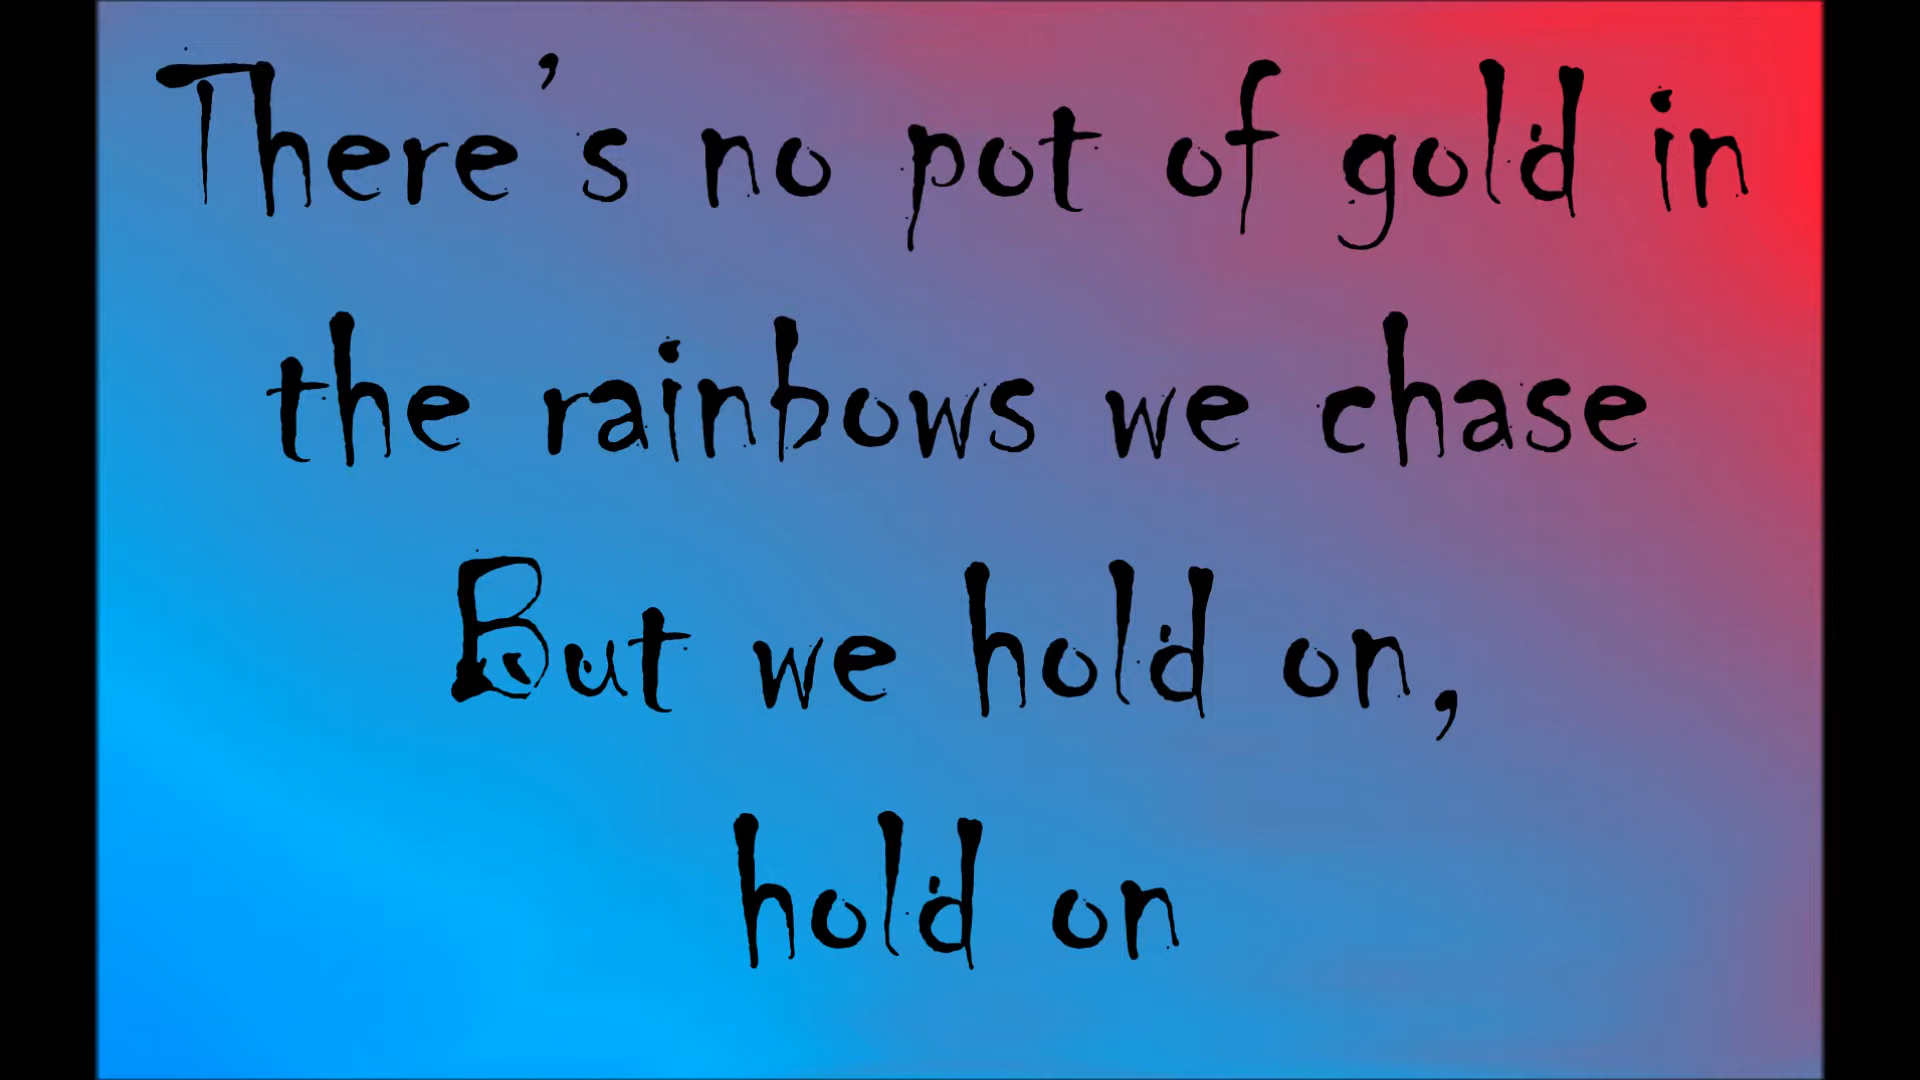 There's no pot of gold in
the rainbows we chase
But we hold on,
hold on